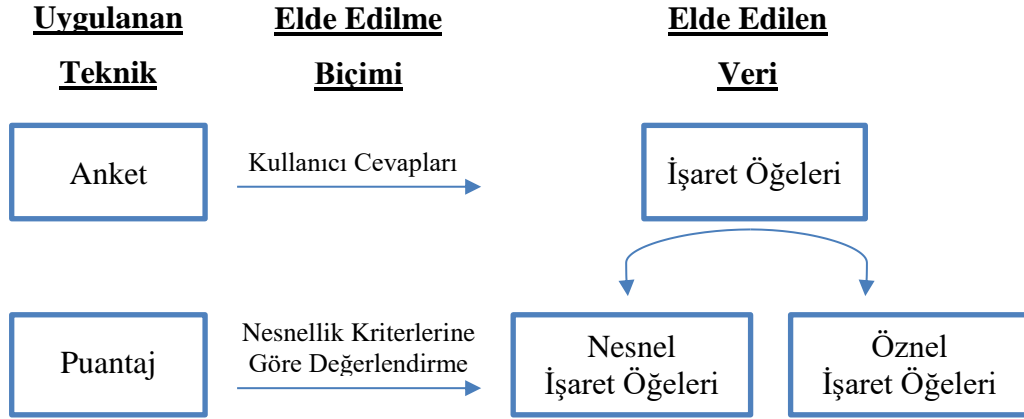 Uygulanan
Teknik
Elde Edilme
Biçimi
Elde Edilen
Veri
Anket
Kullanıcı Cevapları
İşaret Öğeleri
Puantaj
Nesnellik Kriterlerine
Göre Değerlendirme
Nesnel
İşaret Öğeleri
Öznel
İşaret Öğeleri